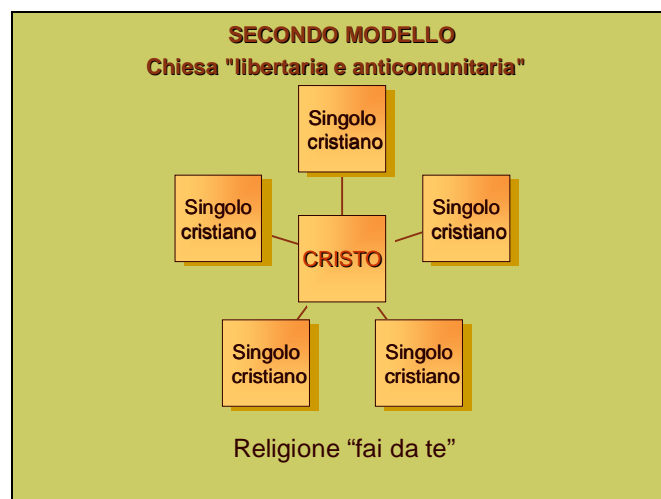 SECONDO MODELLO
Chiesa "libertaria e anticomunitaria"
Singolo
cristiano
Singolo
cristiano
Singolo
cristiano
CRISTO
Singolo
cristiano
Singolo
cristiano
Religione “fai da te”